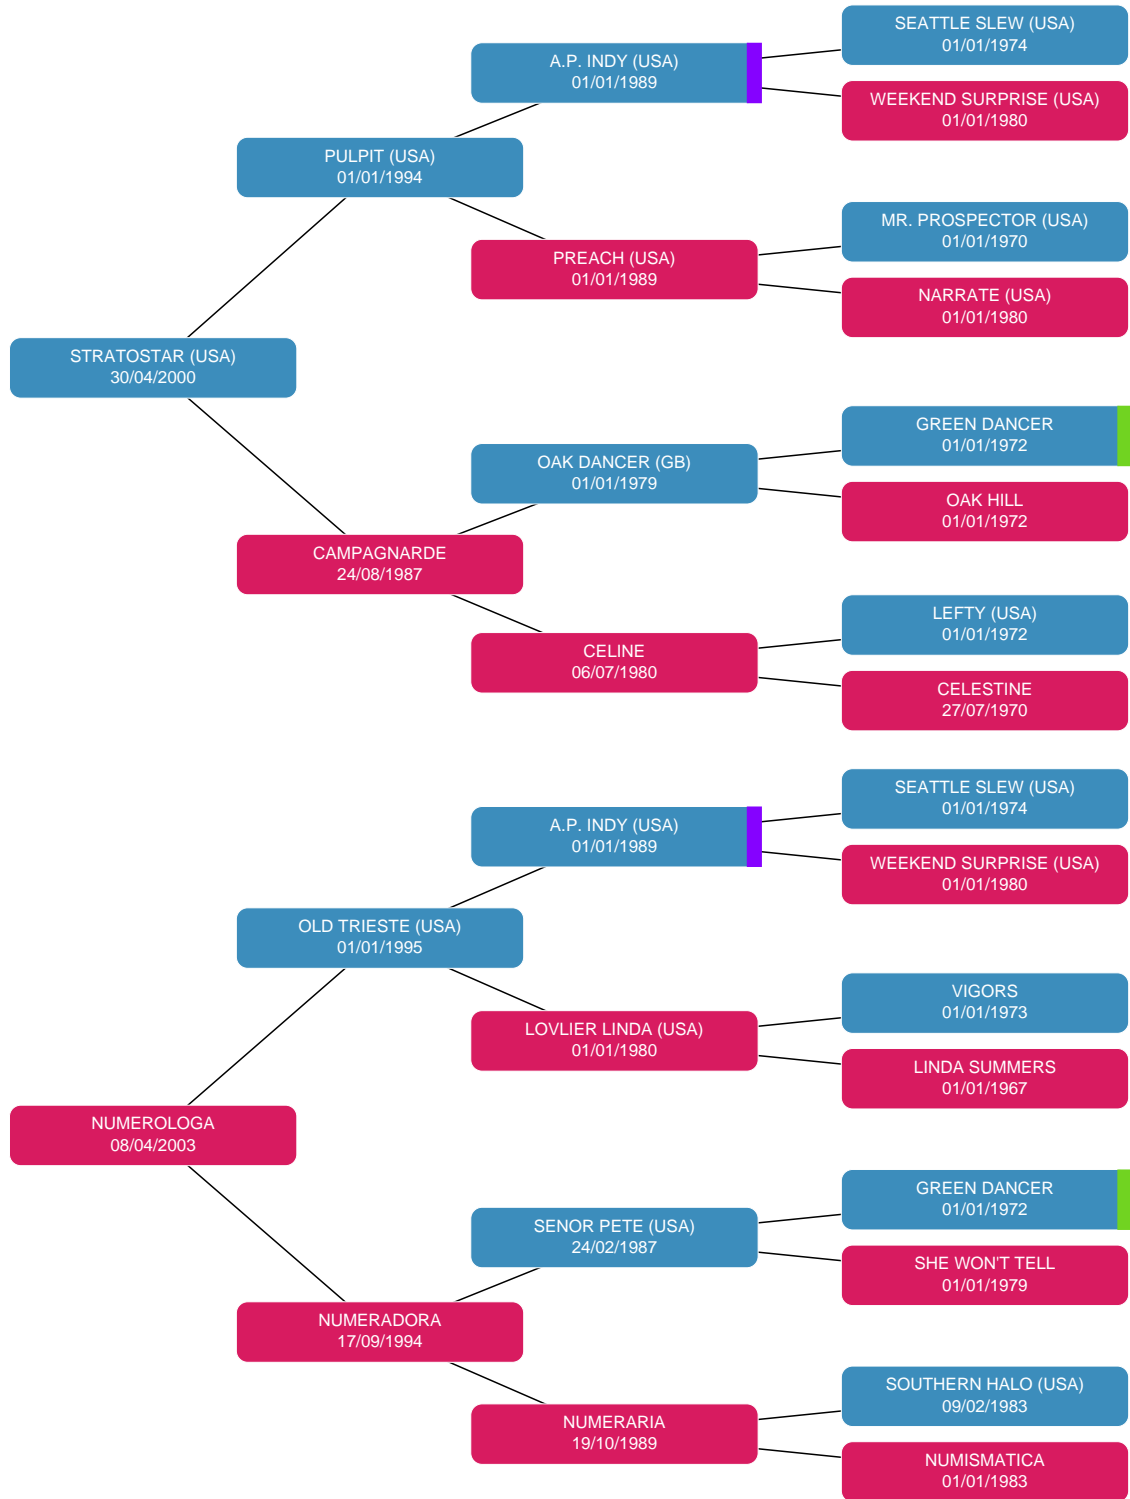 SEATTLE SLEW (USA)
01/01/1974
A.P. INDY (USA)
01/01/1989
WEEKEND SURPRISE (USA)
01/01/1980
PULPIT (USA)
01/01/1994
MR. PROSPECTOR (USA)
01/01/1970
PREACH (USA)
01/01/1989
NARRATE (USA)
01/01/1980
STRATOSTAR (USA)
30/04/2000
GREEN DANCER
01/01/1972
OAK DANCER (GB)
01/01/1979
OAK HILL
01/01/1972
CAMPAGNARDE
24/08/1987
LEFTY (USA)
01/01/1972
CELINE
06/07/1980
CELESTINE
27/07/1970
SEATTLE SLEW (USA)
01/01/1974
A.P. INDY (USA)
01/01/1989
WEEKEND SURPRISE (USA)
01/01/1980
OLD TRIESTE (USA)
01/01/1995
VIGORS
01/01/1973
LOVLIER LINDA (USA)
01/01/1980
LINDA SUMMERS
01/01/1967
NUMEROLOGA
08/04/2003
GREEN DANCER
01/01/1972
SENOR PETE (USA)
24/02/1987
SHE WON'T TELL
01/01/1979
NUMERADORA
17/09/1994
SOUTHERN HALO (USA)
09/02/1983
NUMERARIA
19/10/1989
NUMISMATICA
01/01/1983